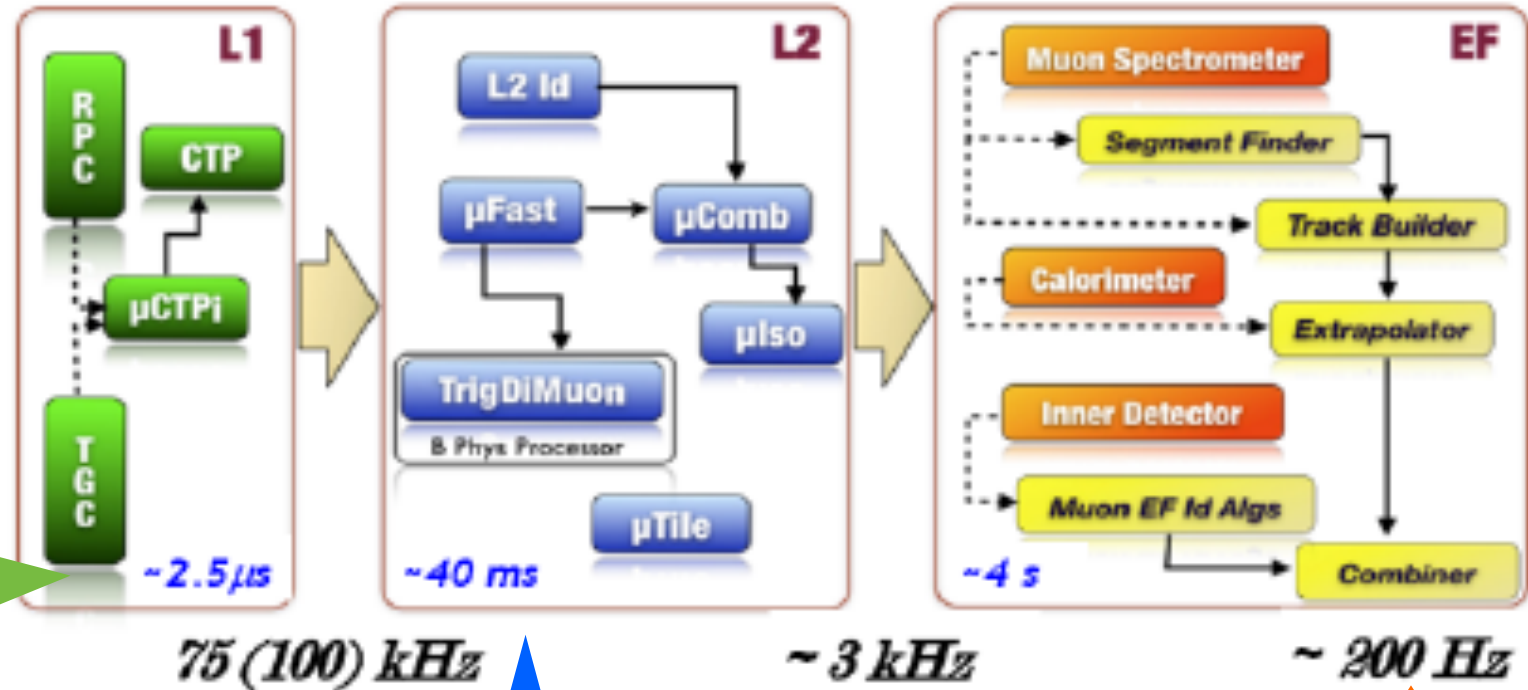 L1
RPC
CTP
μCTPi
TGC
~2.5μs
L2
L2 Id
μFast
μComb
μIso
TrigDiMuon
B Phys Processor
μTile
~40 ms
EF
Muon Spectrometer
Segment Finder
Track Builder
Calorimeter
Extrapolator
Inner Detector
Muon EF Id Algs
Combiner
~4 s
75 (100) kHz
~ 3 kHz
~ 200 Hz